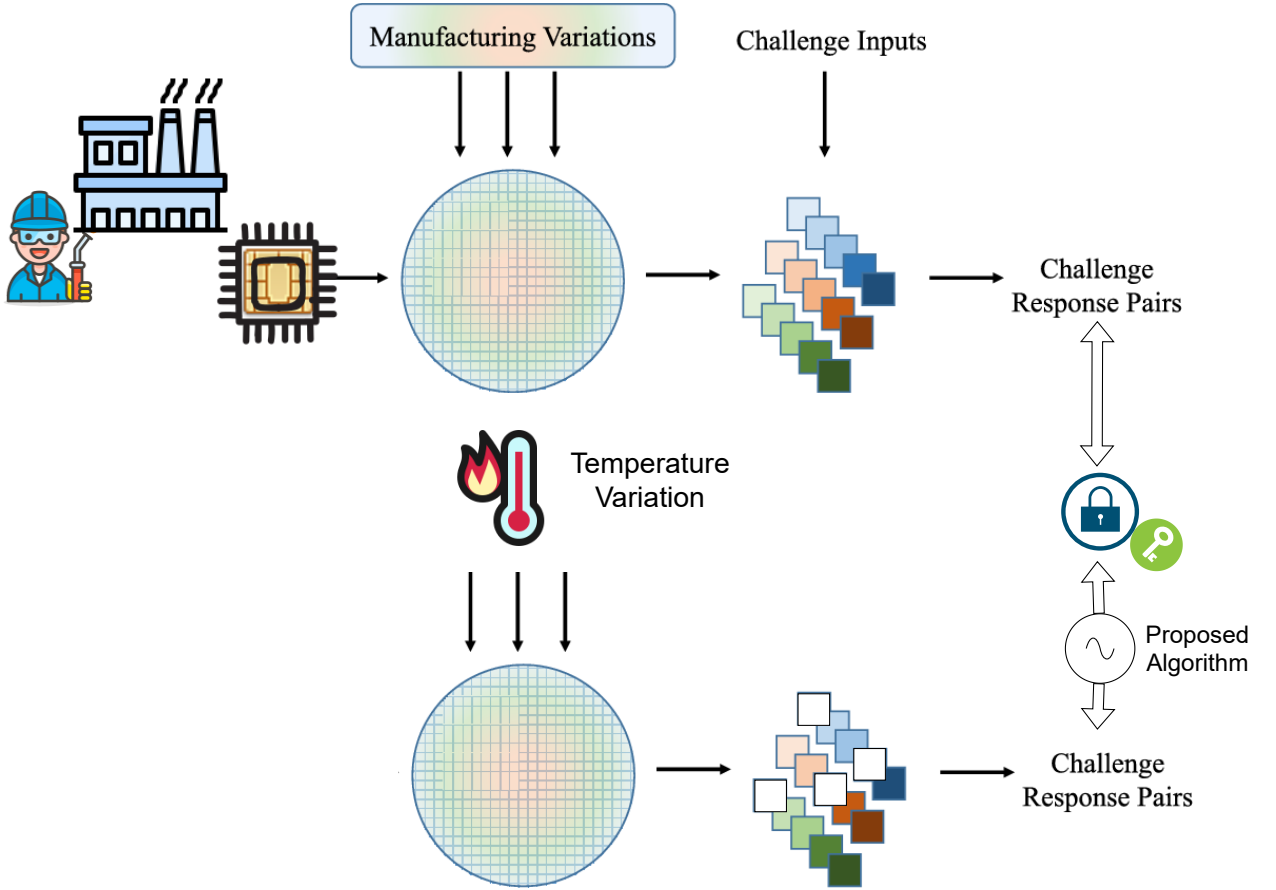 Manufacturing Variations
Challenge Inputs
Challenge
Response Pairs
Temperature
Variation
Proposed
Algorithm
Challenge
Response Pairs